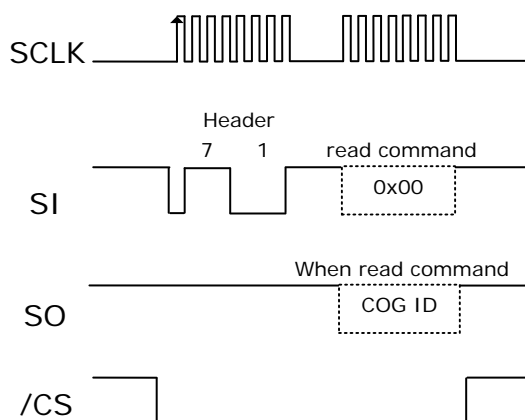 SCLK
Header
7 1
read command
SI
0x00
When read command
SO
COG ID
/CS